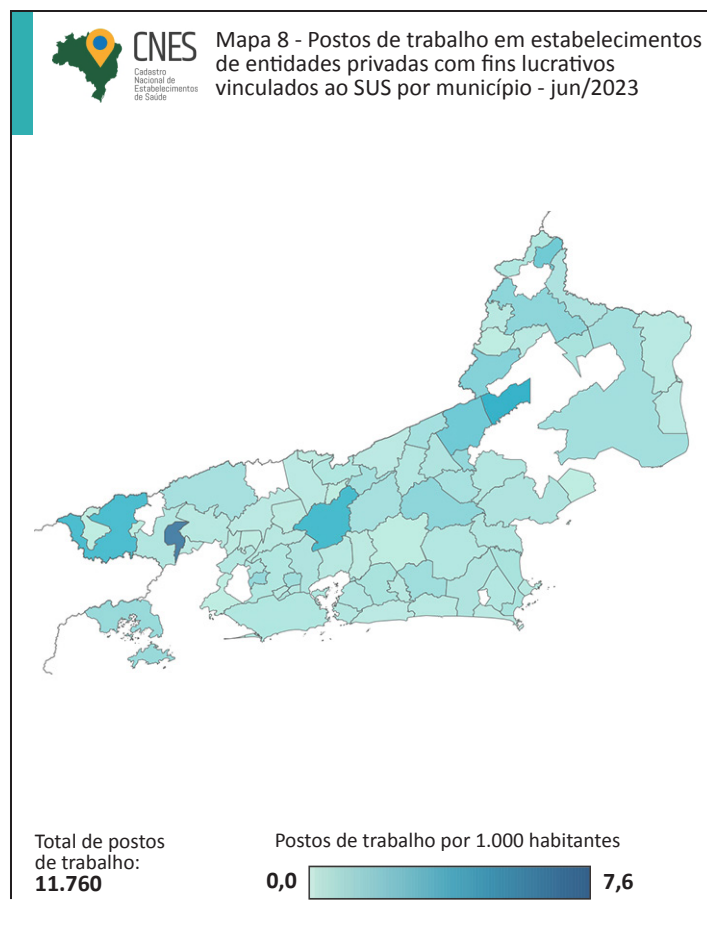 CNES
Cadastro
Nacional de
Estabelecimentos
de Saúde
Mapa 8 - Postos de trabalho em estabelecimentos
de entidades privadas com fins lucrativos
vinculados ao SUS por município - jun/2023
Total de postos
de trabalho:
11.760
Postos de trabalho por 1.000 habitantes
0,0
7,6